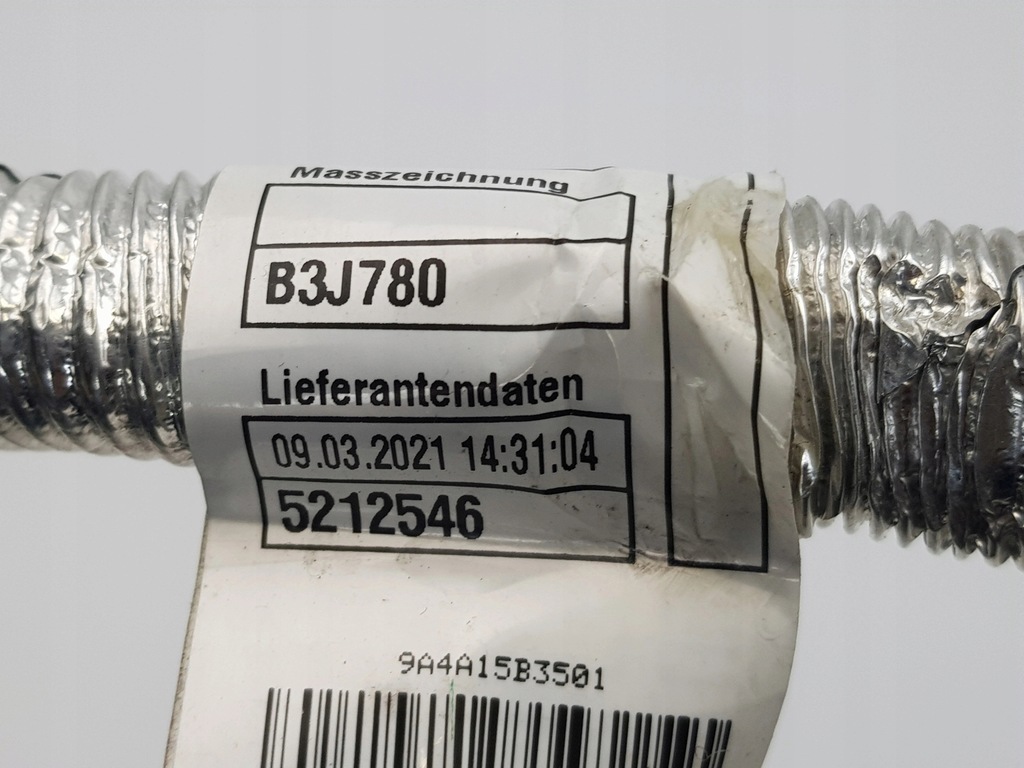 Masszeichnung
B3J780
Lieferantendaten
09.03.2021 14:31:04
5212546
9A4A15B3501